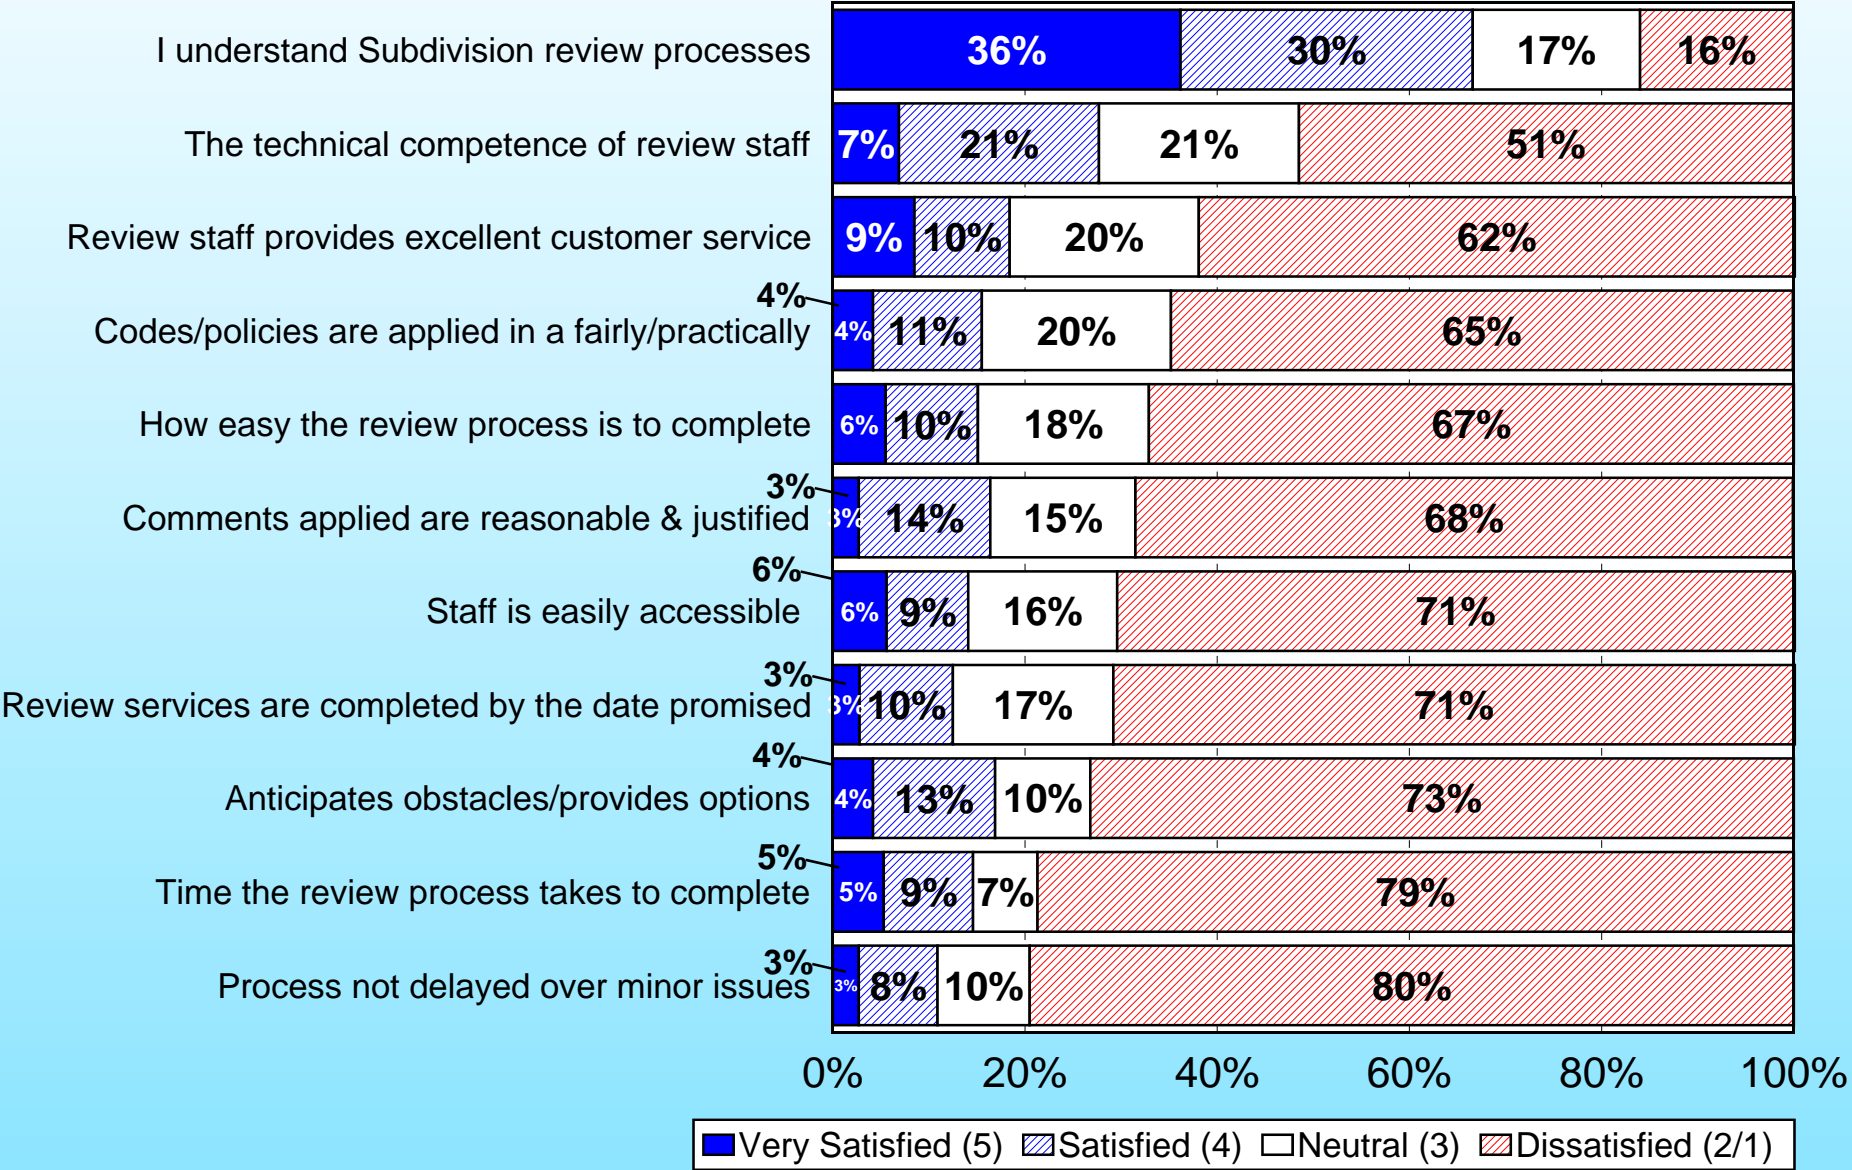 I understand Subdivision review processes 36% 30% 17% 16%
The technical competence of review staff 7% 21% 21% 51%
Review staff provides excellent customer service 9% 10% 20% 62%
4%
Codes/policies are applied in a fairly/practically 4% 11% 20% 65%
How easy the review process is to complete 6% 10% 18% 67%
3%
Comments applied are reasonable & justified 3% 14% 15% 68%
6%
Staff is easily accessible 6% 9% 16% 71%
3%
Review services are completed by the date promised 3% 10% 17% 71%
4%
Anticipates obstacles/provides options 4% 13% 10% 73%
5%
Time the review process takes to complete 5% 9% 7% 79%
3%
Process not delayed over minor issues 3% 8% 10% 80%
0% 20% 40% 60% 80% 100%
Very Satisfied (5) Satisfied (4) Neutral (3) Dissatisfied (2/1)